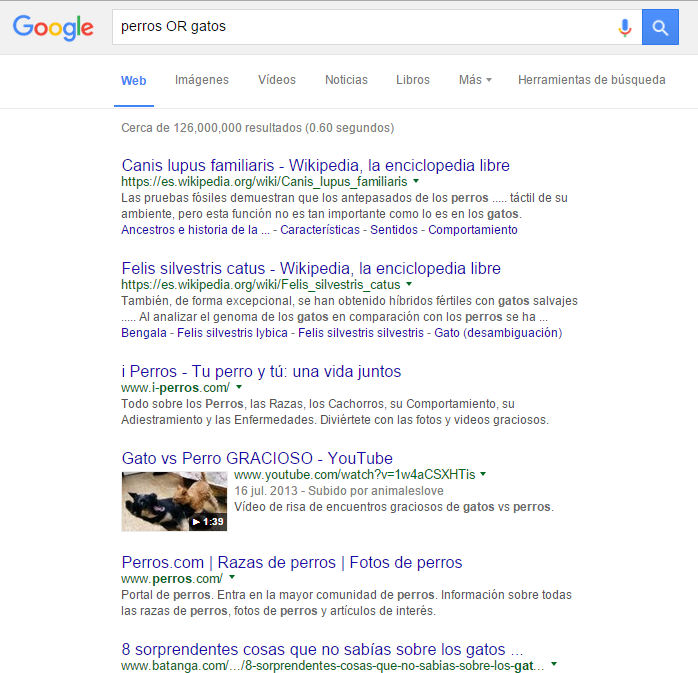 Google perros OR gatos
Web Imágenes Vídeos Noticias Libros Más Herramientas de búsqueda
Cerca de 126,000,000 resultados (0.60 segundos)
Canis lupus familiaris - Wikipedia, la enciclopedia libre
https://es.wikipedia.org/wiki/Canis_lupus_familiaris
Las pruebas fósiles demuestran que los antepasados de los perros ..... táctil de su
ambiente, pero esta función no es tan importante como lo es en los gatos.
Ancestros e historia de la ... - Características - Sentidos - Comportamiento
Felis silvestris catus - Wikipedia, la enciclopedia libre
https://es.wikipedia.org/wiki/Felis_silvestris_catus
También, de forma excepcional, se han obtenido híbridos fértiles con gatos salvajes
..... Al analizar el genoma de los gatos en comparación con los perros se ha ...
Bengala - Felis silvestris lybica - Felis silvestris silvestris - Gato (desambiguación)
i Perros - Tu perro y tú: una vida juntos
www.i-perros.com/
Todo sobre los Perros, las Razas, los Cachorros, su Comportamiento, su
Adiestramiento y las Enfermedades. Diviértete con las fotos y videos graciosos.
Gato vs Perro GRACIOSO - YouTube
www.youtube.com/watch?v=1w4aCSXHTis
16 jul. 2013 - Subido por animaleslove
Vídeo de risa de encuentros graciosos de gatos vs perros.
1:39
Perros.com | Razas de perros | Fotos de perros
www.perros.com/
Portal de perros. Entra en la mayor comunidad de perros. Información sobre todas
las razas de perros, fotos de perros y artículos de interés.
8 sorprendentes cosas que no sabías sobre los gatos ...
www.batanga.com/.../8-sorprendentes-cosas-que-no-sabias-sobre-los-gat...